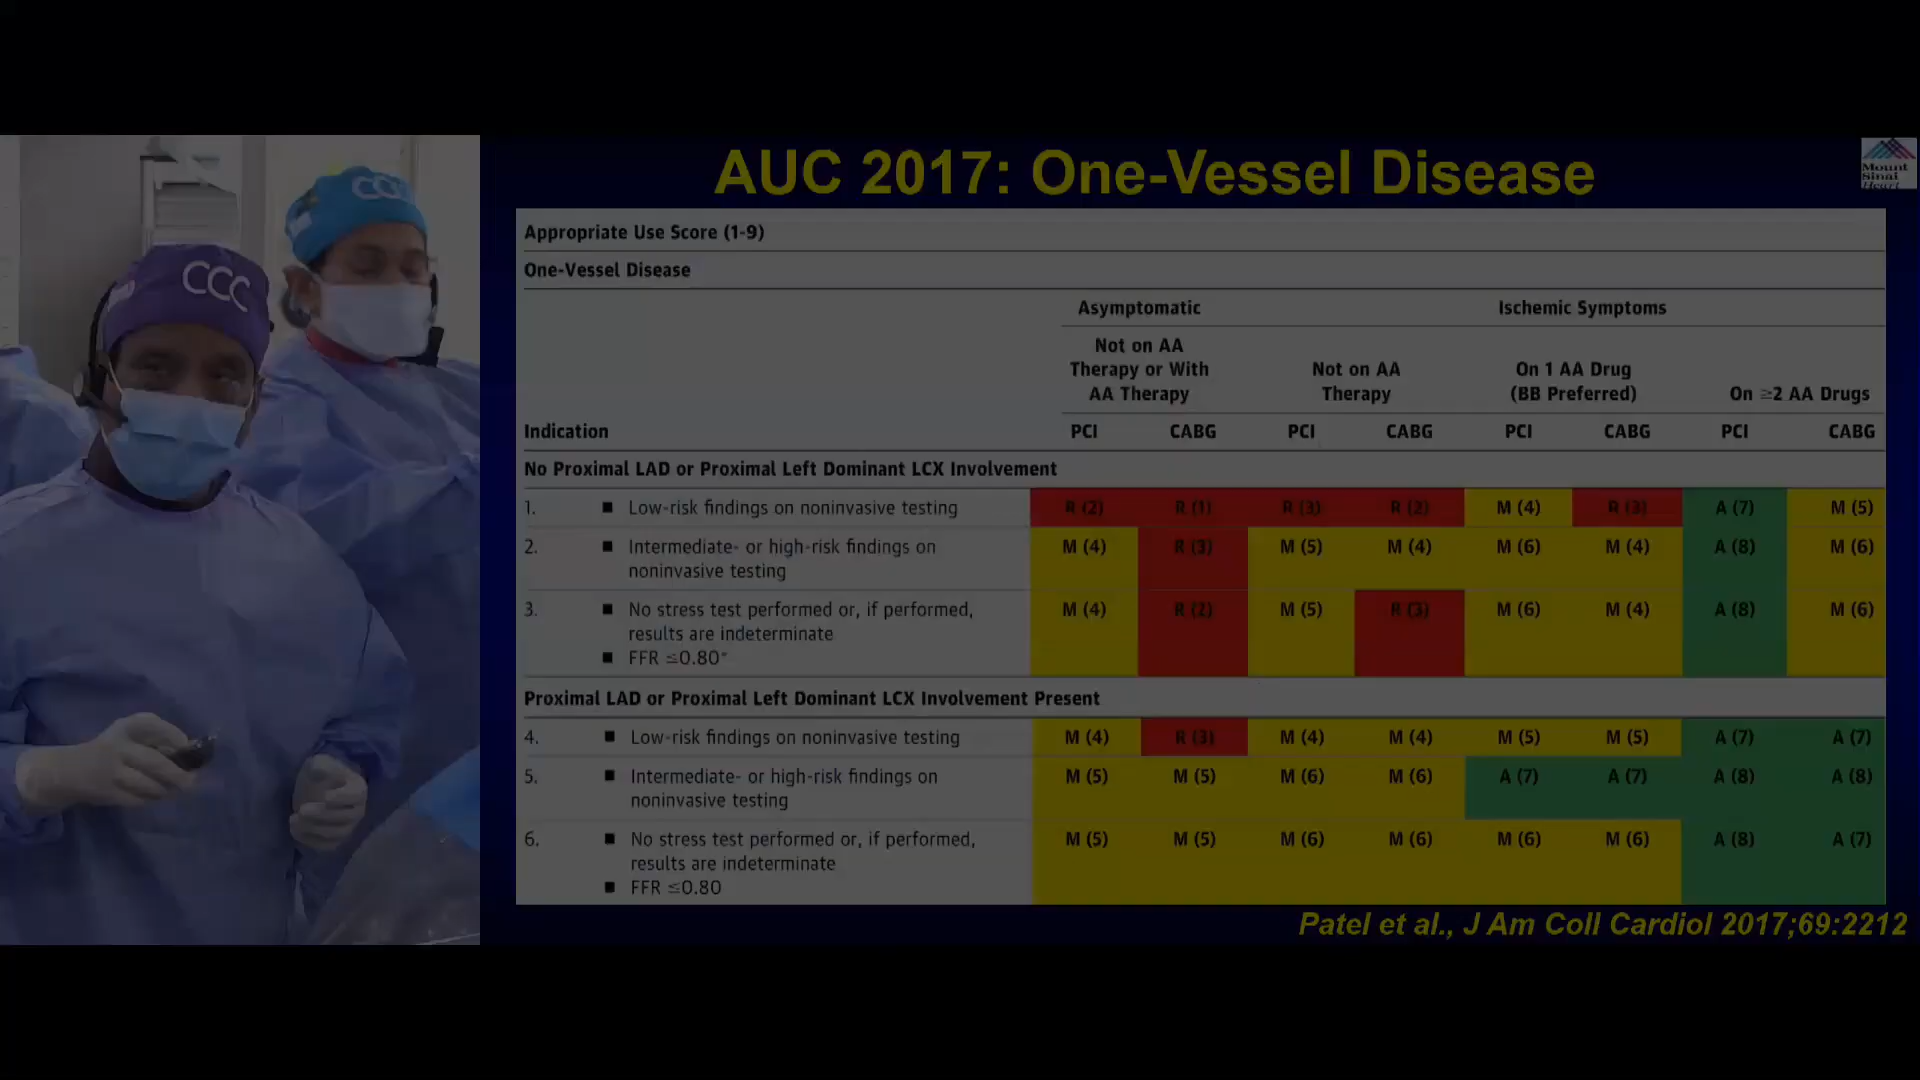 CCC
CCC
AUC 2017: One-Vessel Disease
Mount
Sinai
Heart
Appropriate Use Score (1-9)
One-Vessel Disease
Asymptomatic Ischemic Symptoms
Not on AA
Therapy or With
AA Therapy
Not on AA
Therapy
On 1 AA Drug
(BB Preferred)
On ≥2 AA Drugs
Indication PCI CABG PCI CABG PCI CABG PCI CABG
No Proximal LAD or Proximal Left Dominant LCX Involvement
1. ■ Low-risk findings on noninvasive testing R (2) R (1) R (3) R (2) M (4) R (3) A (7) M (5)
2. ■ Intermediate- or high-risk findings on M (4) R (3) M (5) M (4) M (6) M (4) A (8) M (6)
noninvasive testing
3. ■ No stress test performed or, if performed, M (4) R (2) M (5) R (3) M (6) M (4) A (8) M (6)
results are indeterminate
■ FFR ≤0.80*
Proximal LAD or Proximal Left Dominant LCX Involvement Present
4. ■ Low-risk findings on noninvasive testing M (4) R (3) M (4) M (4) M (5) M (5) A (7) A (7)
5. ■ Intermediate- or high-risk findings on M (5) M (5) M (6) M (6) A (7) A (7) A (8) A (8)
noninvasive testing
6. ■ No stress test performed or, if performed, M (5) M (5) M (6) M (6) M (6) M (6) A (8) A (7)
results are indeterminate
■ FFR ≤0.80
Patel et al., J Am Coll Cardiol 2017;69:2212